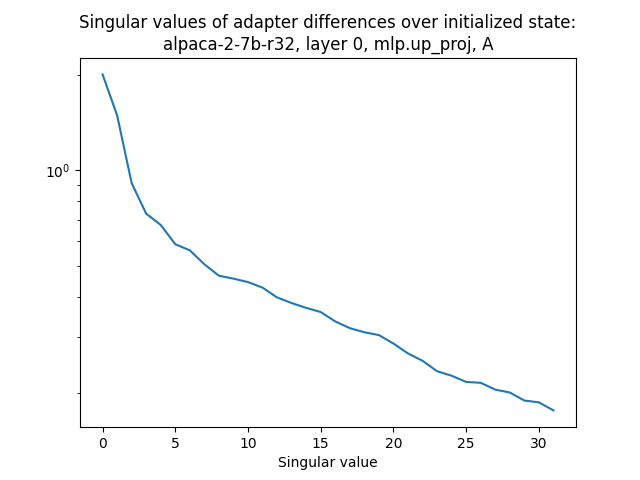 Singular values of adapter differences over initialized state:
alpaca-2-7b-r32, layer 0, mlp.up_proj, A
10⁰
0 5 10 15 20 25 30
Singular value